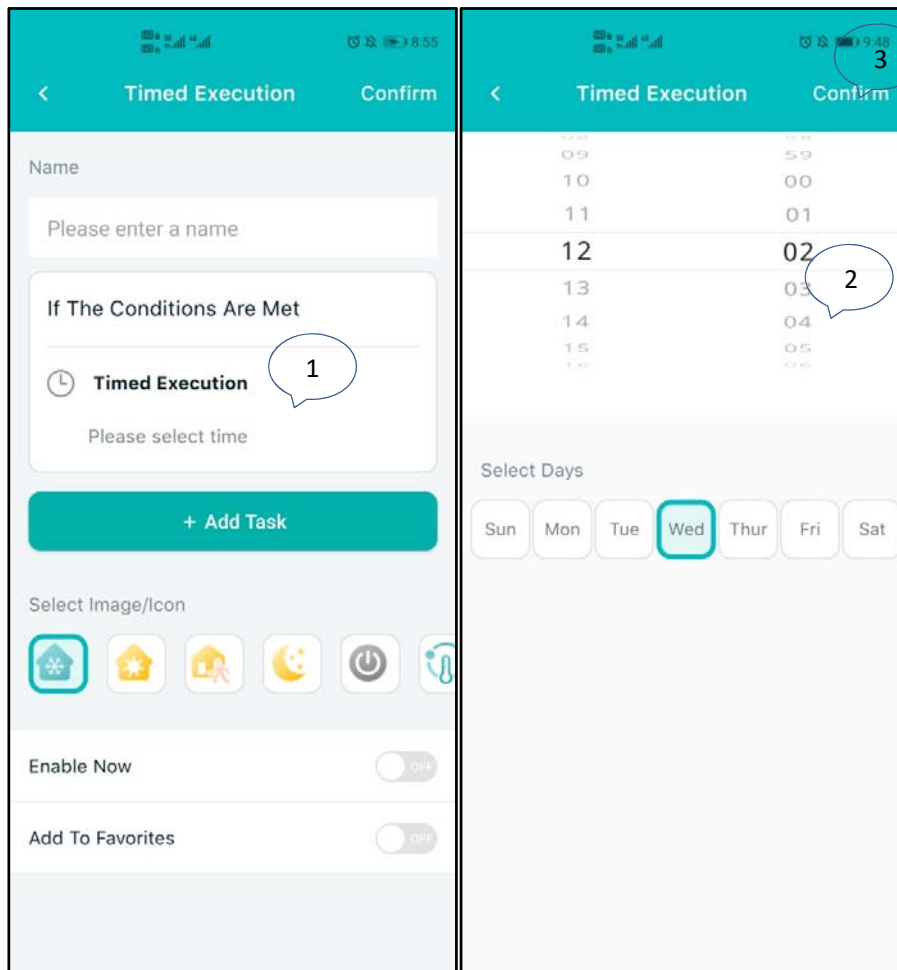 8:55
< Timed Execution Confirm
Name
Please enter a name
If The Conditions Are Met
Timed Execution
1
Please select time
+ Add Task
Select Image/Icon
Enable Now
OFF
Add To Favorites
OFF
9:48
3
< Timed Execution Confirm
09 59
10 00
11 01
12 02
13 03
2
14 04
15 05
16 06
Select Days
Sun Mon Tue Wed Thur Fri Sat